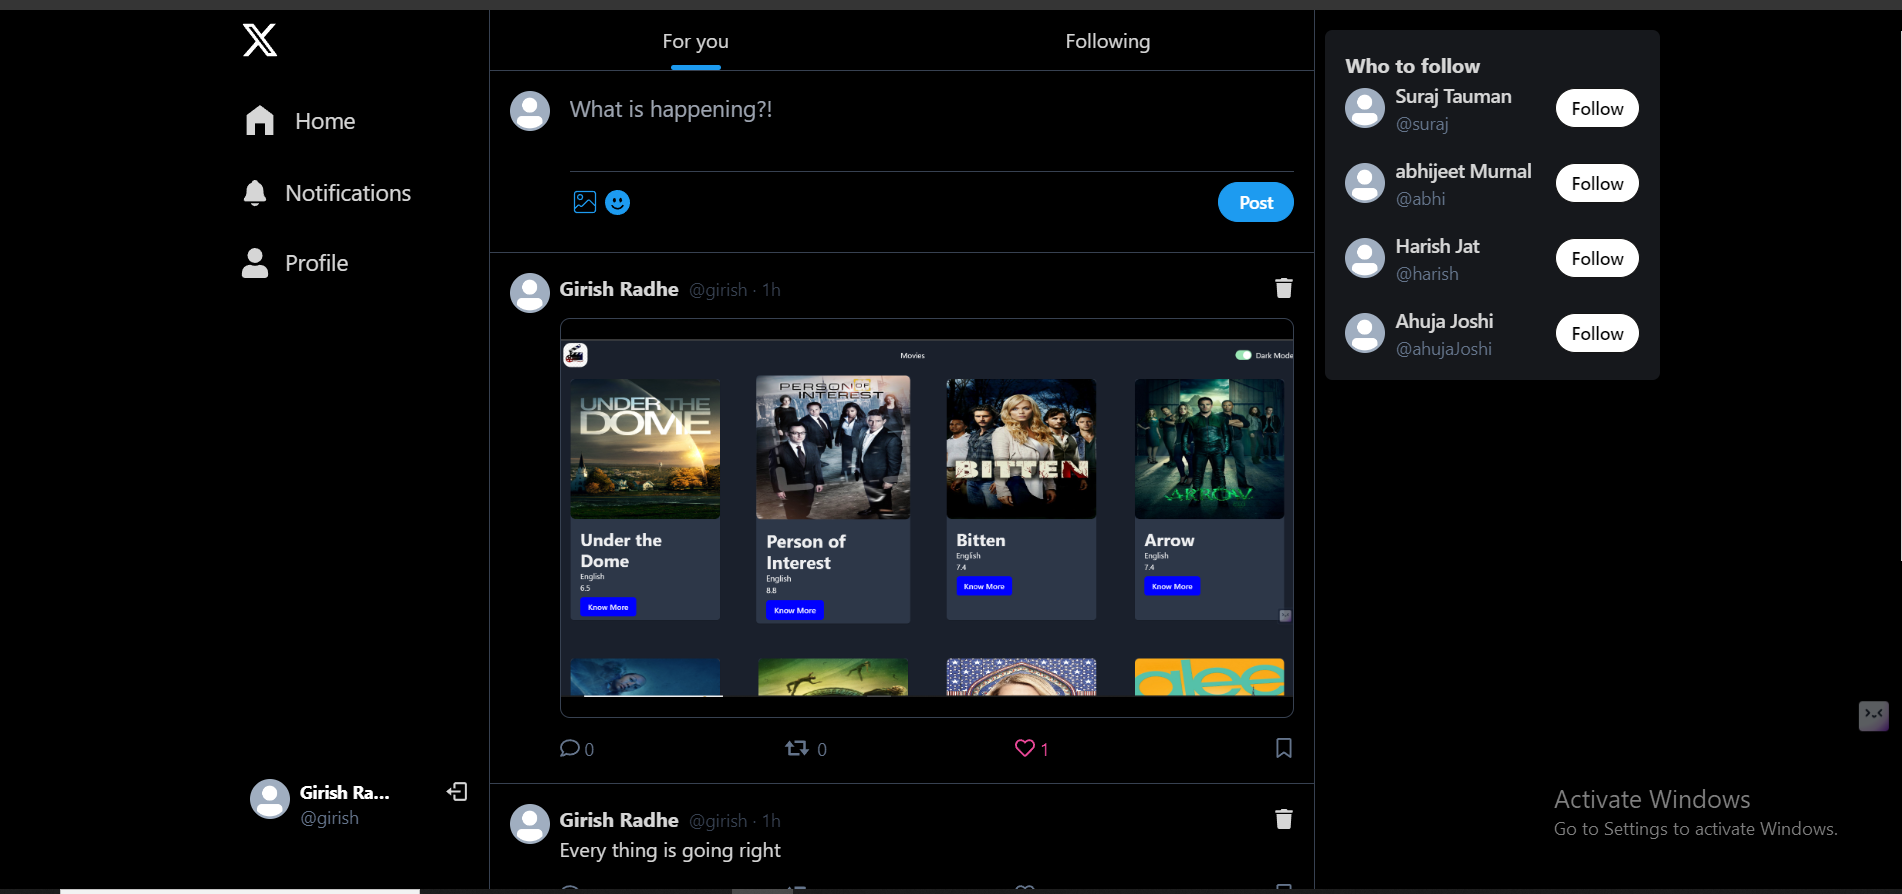 Home
Notifications
Profile
Girish Ra...
@girish
For you
Following
What is happening?!
Post
Girish Radhe @girish · 1h
Movies
Dark Mode
UNDER THE
DOME
PERSON OF
INTEREST
BITTEN
ARROW
Under the
Dome
English
6.5
Know More
Person of
Interest
English
8.8
Know More
Bitten
English
7.4
Know More
Arrow
English
7.4
Know More
glee
0
0
1
Girish Radhe @girish · 1h
Every thing is going right
Who to follow
Suraj Tauman
@suraj
Follow
abhijeet Murnal
@abhi
Follow
Harish Jat
@harish
Follow
Ahuja Joshi
@ahujaJoshi
Follow
Activate Windows
Go to Settings to activate Windows.